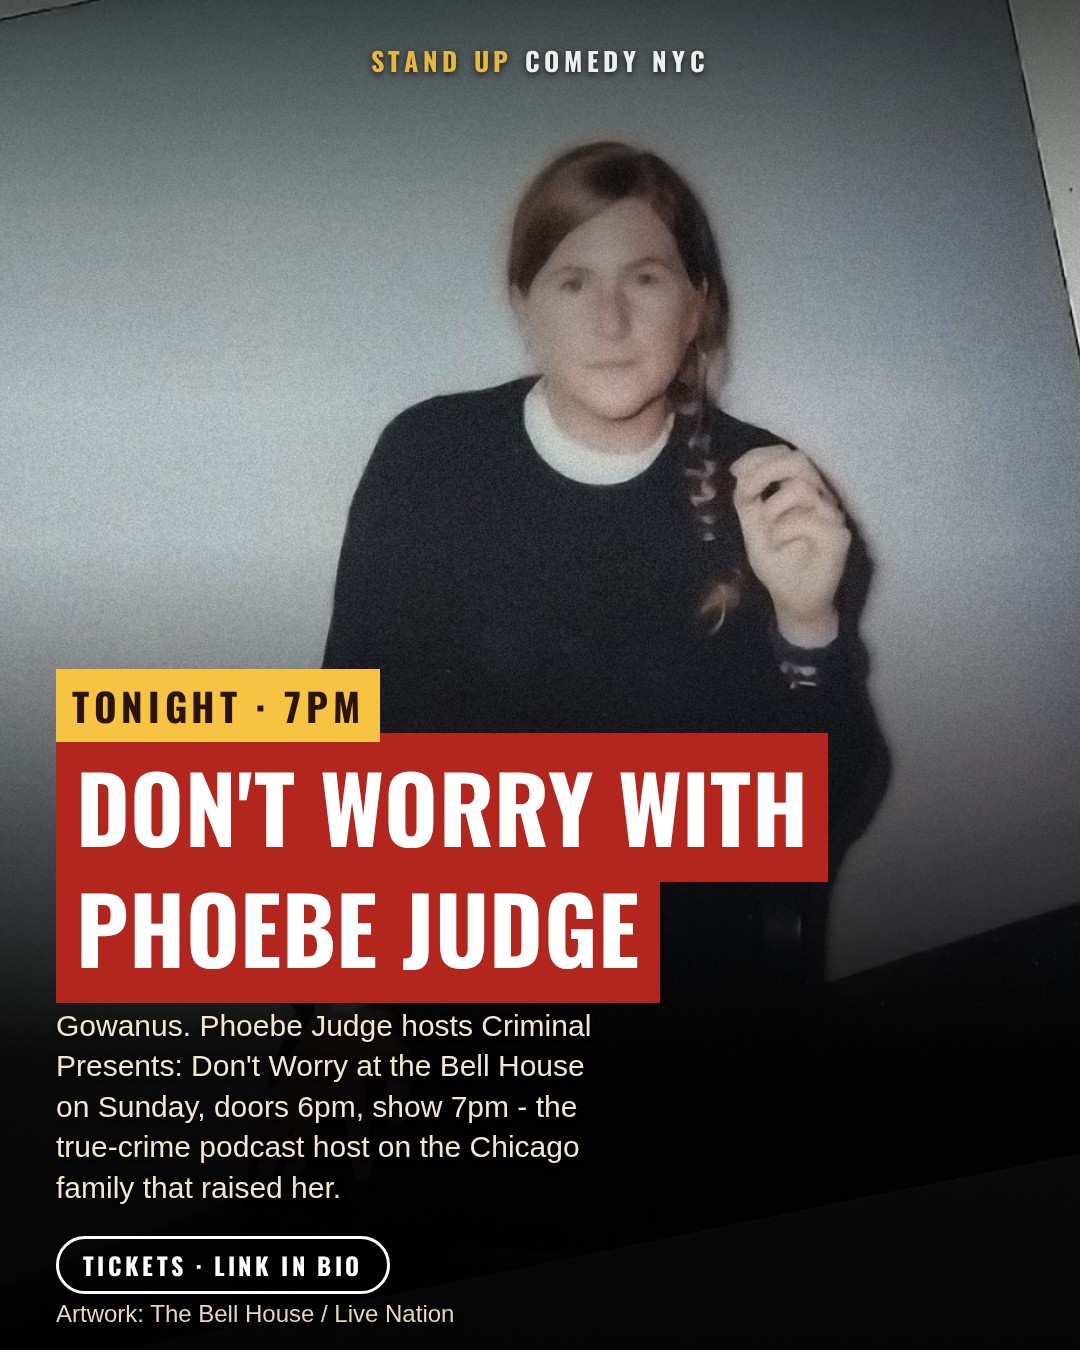 STAND UP COMEDY NYC
TONIGHT · 7PM
DON'T WORRY WITH
PHOEBE JUDGE
Gowanus. Phoebe Judge hosts Criminal
Presents: Don't Worry at the Bell House
on Sunday, doors 6pm, show 7pm - the
true-crime podcast host on the Chicago
family that raised her.
TICKETS · LINK IN BIO
Artwork: The Bell House / Live Nation